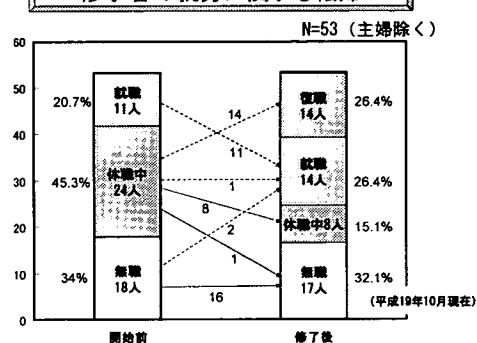 N=53（主婦除く）
60
50
40
30
20
10
0
20.7%
就職
11人
45.3%
休職中
24人
34%
無職
18人
14
11
1
8
2
1
16
復職
14人
26.4%
就職
14人
26.4%
休職中8人
15.1%
無職
17人
32.1%
（平成19年10月現在）
開始前
修了後